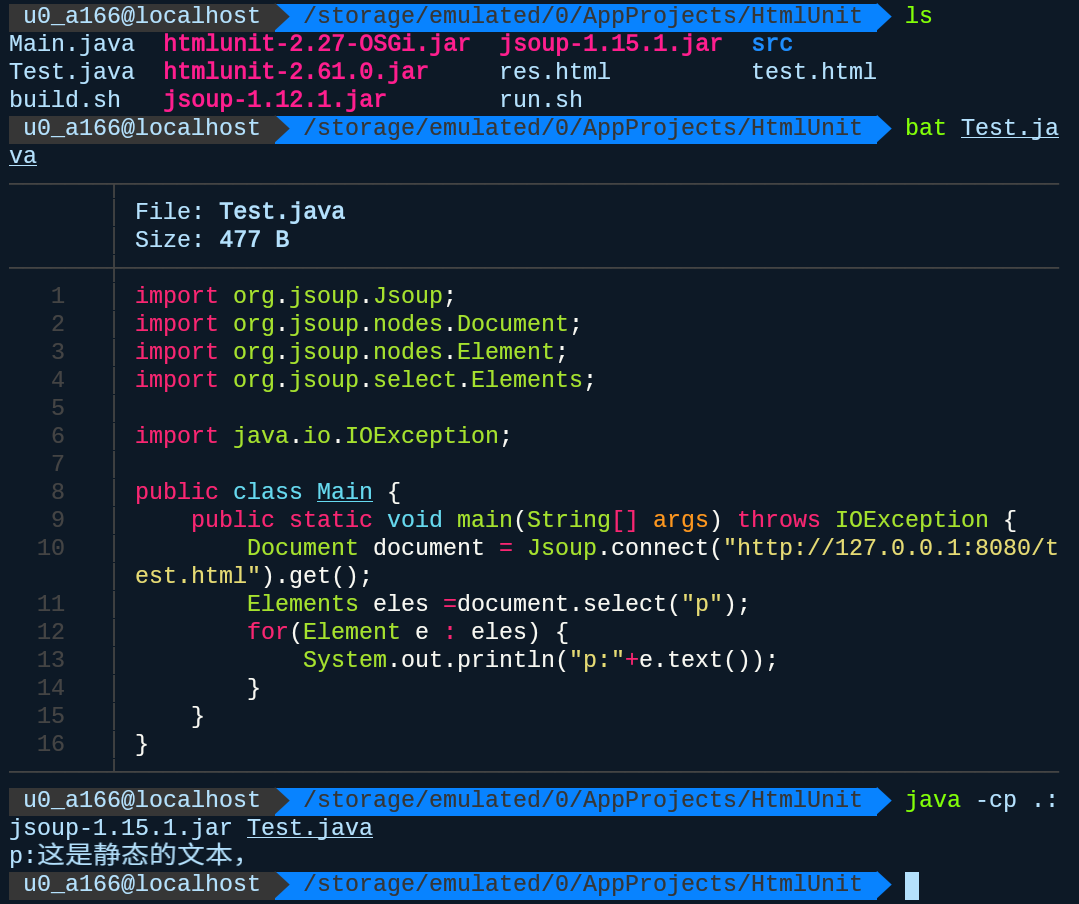 u0_a166@localhost /storage/emulated/0/AppProjects/HtmlUnit ls
Main.java htmlunit-2.27-OSGi.jar jsoup-1.15.1.jar src
Test.java htmlunit-2.61.0.jar res.html test.html
build.sh jsoup-1.12.1.jar run.sh
u0_a166@localhost /storage/emulated/0/AppProjects/HtmlUnit bat Test.ja
va
File: Test.java
Size: 477 B
1 import org.jsoup.Jsoup;
2 import org.jsoup.nodes.Document;
3 import org.jsoup.nodes.Element;
4 import org.jsoup.select.Elements;
5
6 import java.io.IOException;
7
8 public class Main {
9     public static void main(String[] args) throws IOException {
10         Document document = Jsoup.connect("http://127.0.0.1:8080/t
est.html").get();
11         Elements eles =document.select("p");
12         for(Element e : eles) {
13             System.out.println("p:"+e.text());
14         }
15     }
16 }
u0_a166@localhost /storage/emulated/0/AppProjects/HtmlUnit java -cp .:
jsoup-1.15.1.jar Test.java
p:这是静态的文本,
u0_a166@localhost /storage/emulated/0/AppProjects/HtmlUnit